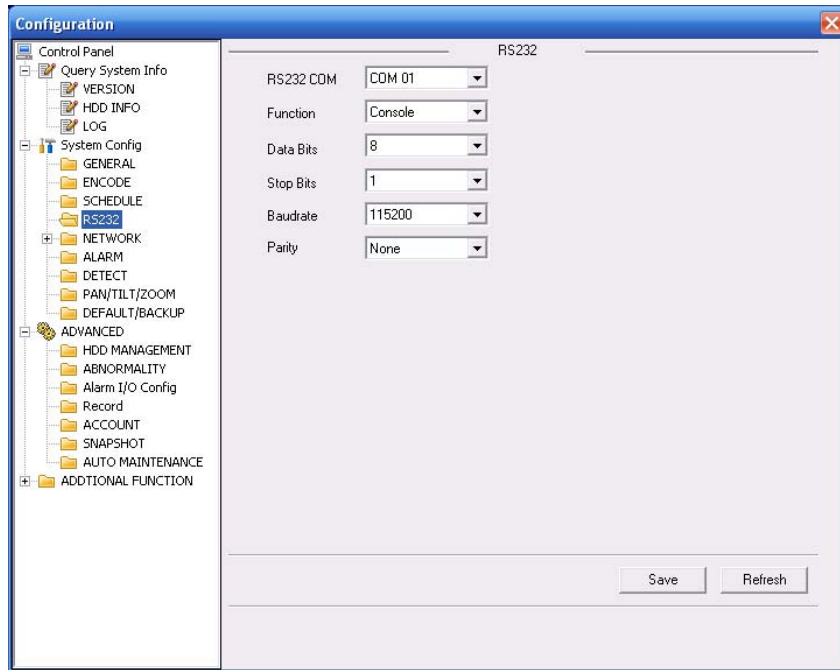 Configuration
Control Panel
Query System Info
VERSION
HDD INFO
LOG
System Config
GENERAL
ENCODE
SCHEDULE
RS232
NETWORK
ALARM
DETECT
PAN/TILT/ZOOM
DEFAULT/BACKUP
ADVANCED
HDD MANAGEMENT
ABNORMALITY
Alarm I/O Config
Record
ACCOUNT
SNAPSHOT
AUTO MAINTENANCE
ADDTIONAL FUNCTION
RS232
RS232 COM COM 01
Function Console
Data Bits 8
Stop Bits 1
Baudrate 115200
Parity None
Save Refresh